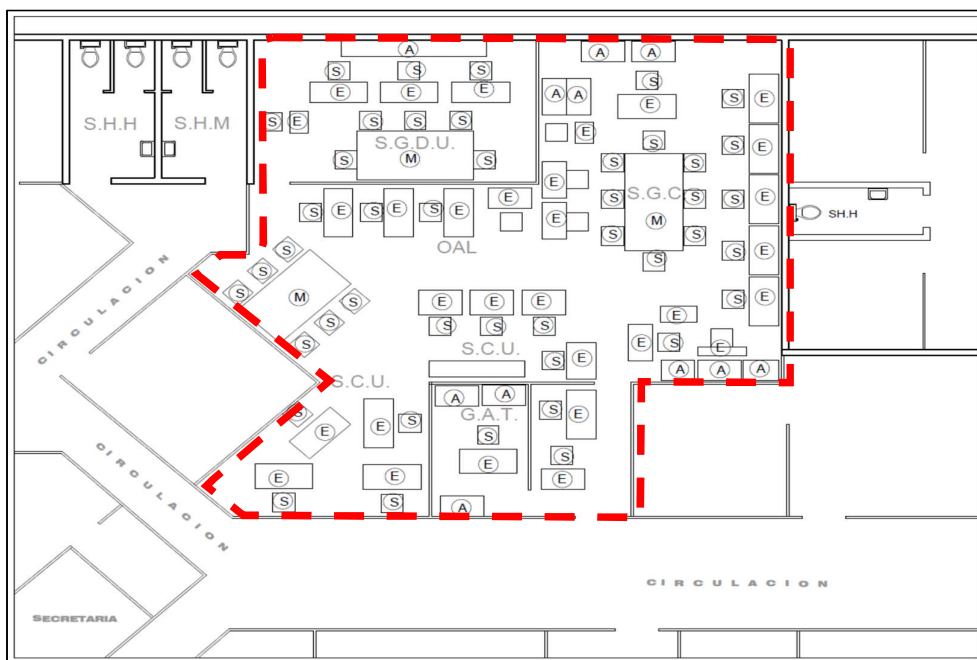 A A A
S S S S
E E E A A E S E
S E S S S
S.H.H S.H.M E
S.G.D.U. S S E
S M S S S
E
S.G.C
E S S S E
S E S E S E SH.H
E M
S S
OAL
S S E
S
CIRCULACION
S
S M S S E
E E E
E
S S S S
S S.C.U. E S E
S E
A A A
S.C.U.
A A
S G.A.T. S E
E E S
S
S
E E E E
S S A
CIRCULACION
CIRCULACION
SECRETARIA